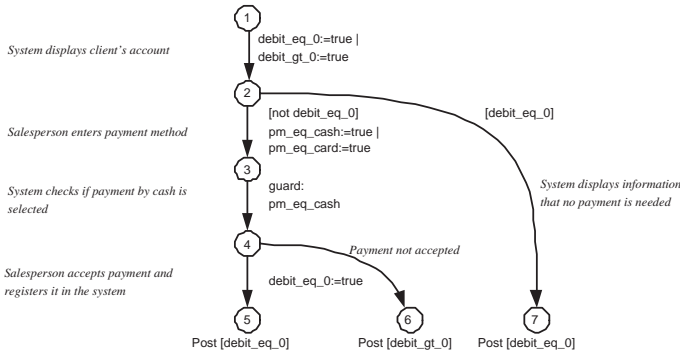 1
debit_eq_0:=true |
debit_gt_0:=true
System displays client's account
2
[not debit_eq_0]
pm_eq_cash:=true |
pm_eq_card:=true
[debit_eq_0]
Salesperson enters payment method
3
System checks if payment by cash is
selected
guard:
pm_eq_cash
System displays information
that no payment is needed
4
Payment not accepted
Salesperson accepts payment and
registers it in the system
debit_eq_0:=true
5
6
7
Post [debit_eq_0]
Post [debit_gt_0]
Post [debit_eq_0]